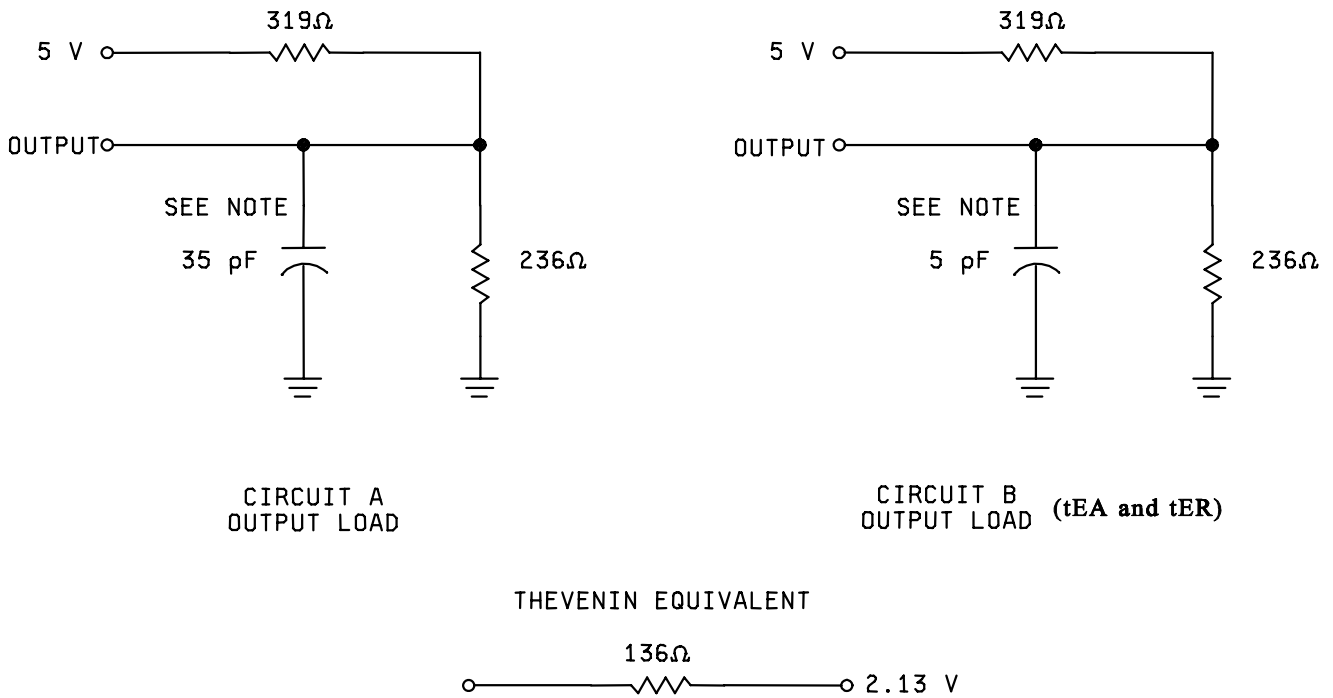 319Ω
5 V
OUTPUT
SEE NOTE
35 pF
236Ω
CIRCUIT A
OUTPUT LOAD
319Ω
5 V
OUTPUT
SEE NOTE
5 pF
236Ω
CIRCUIT B
OUTPUT LOAD (tEA and tER)
THEVENIN EQUIVALENT
136Ω
2.13 V